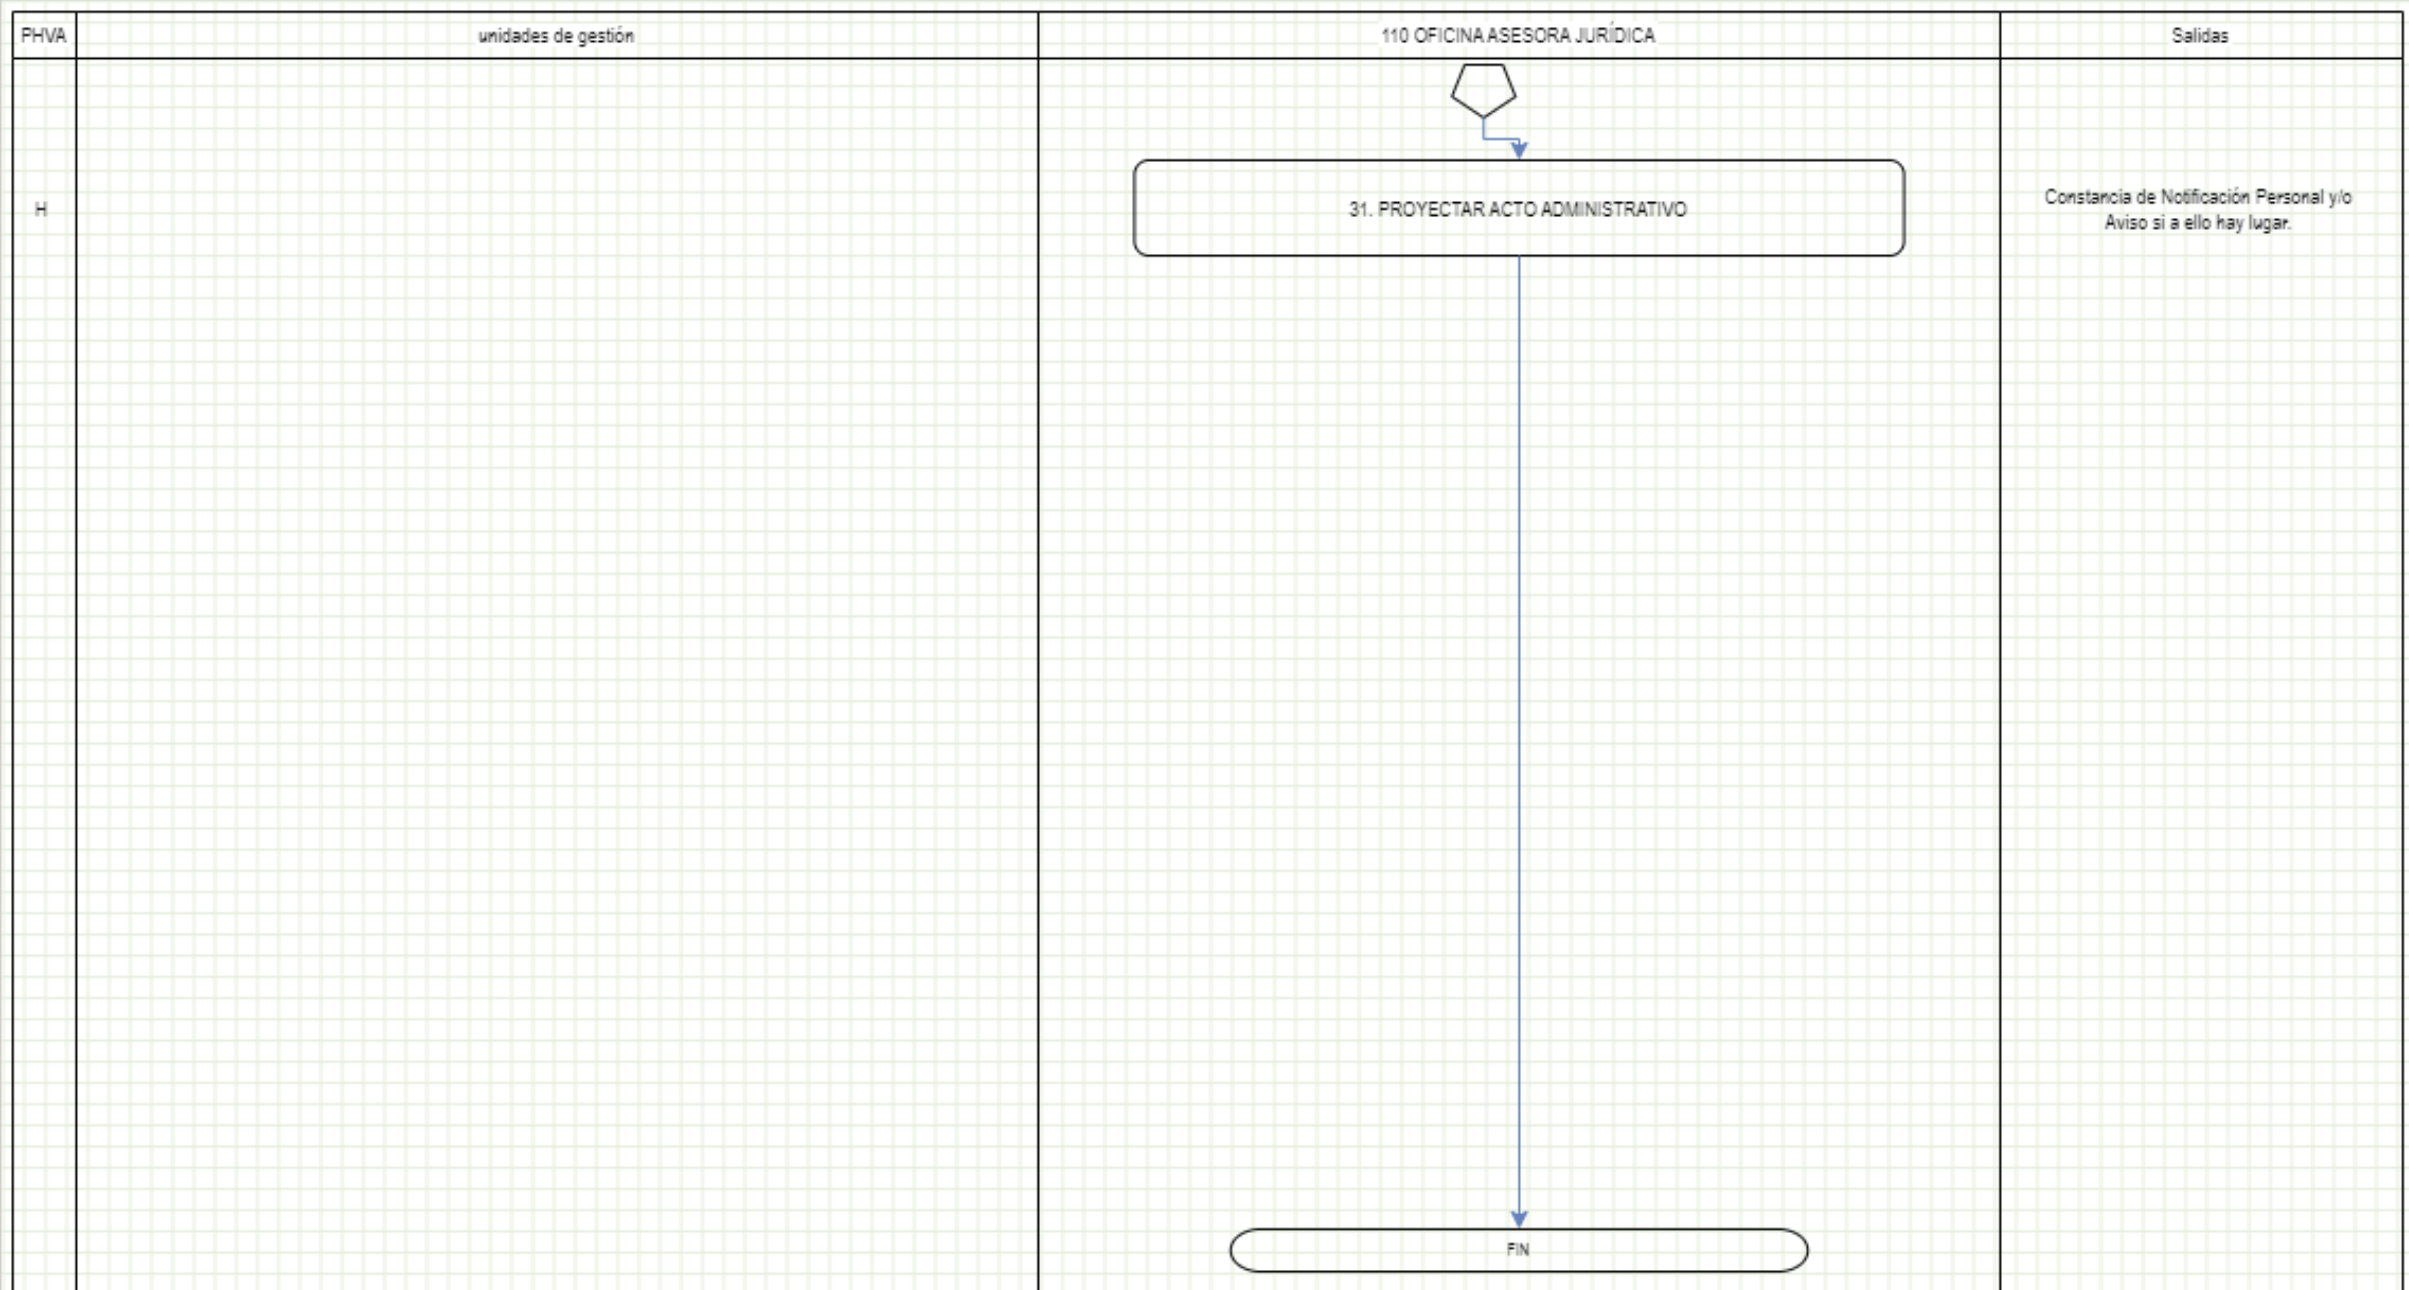 PHVA
unidades de gestión
110 OFICINA ASESORA JURÍDICA
Salidas
H
31. PROYECTAR ACTO ADMINISTRATIVO
Constancia de Notificación Personal y/o
Aviso si a ello hay lugar.
FIN